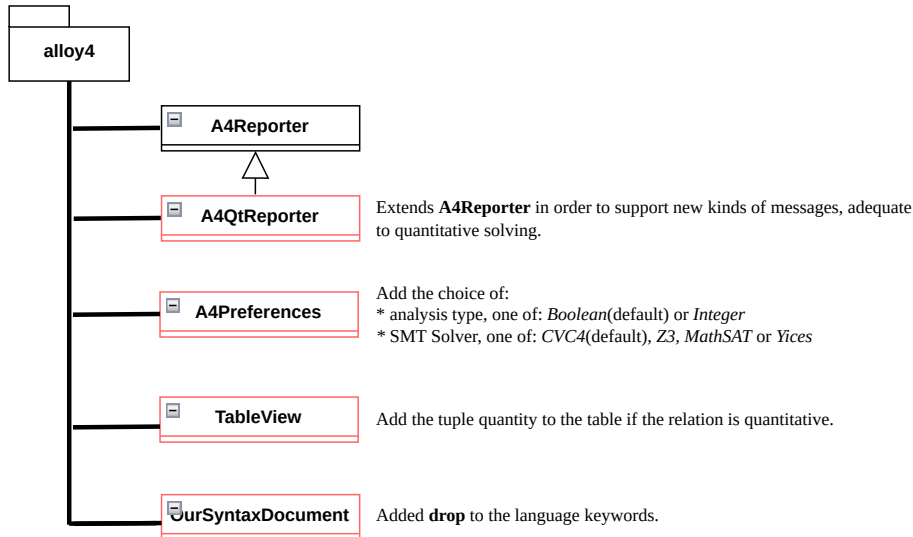 alloy4
A4Reporter
A4QtReporter
Extends A4Reporter in order to support new kinds of messages, adequate
to quantitative solving.
A4Preferences
Add the choice of:
* analysis type, one of: Boolean(default) or Integer
* SMT Solver, one of: CVC4(default), Z3, MathSAT or Yices
TableView
Add the tuple quantity to the table if the relation is quantitative.
OurSyntaxDocument
Added drop to the language keywords.